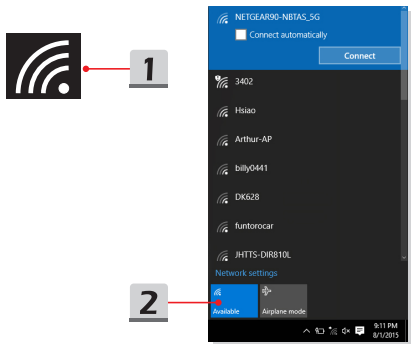 1
NETGEAR90-NBTAS_5G
Connect automatically
Connect
3402
Hsiao
Arthur-AP
billy0441
DK628
funtorocar
JHTTS-DIR810L
Network settings
2
Available
Airplane mode
9:11 PM
8/1/2015